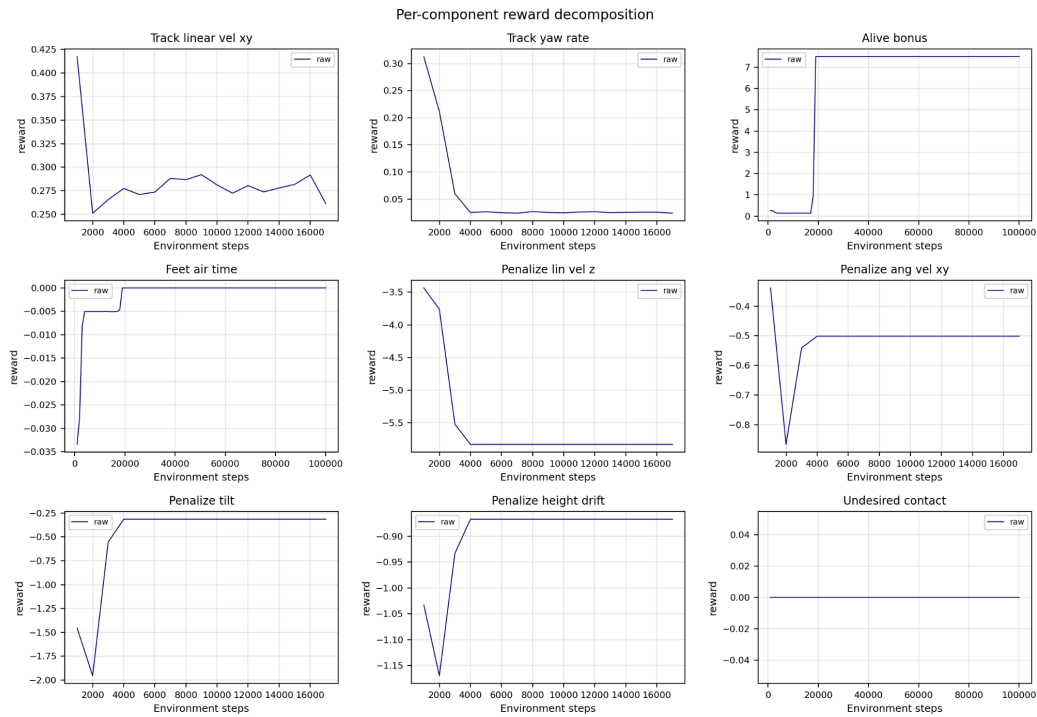 Per-component reward decomposition
Track linear vel xy
0.425
0.400
0.375
0.350
0.325
0.300
0.275
0.250
reward
raw
2000 4000 6000 8000 10000 12000 14000 16000
Environment steps
Track yaw rate
0.30
0.25
0.20
0.15
0.10
0.05
reward
raw
2000 4000 6000 8000 10000 12000 14000 16000
Environment steps
Alive bonus
7
6
5
4
3
2
1
0
reward
raw
0 20000 40000 60000 80000 100000
Environment steps
Feet air time
0.000
−0.005
−0.010
−0.015
−0.020
−0.025
−0.030
−0.035
reward
raw
0 20000 40000 60000 80000 100000
Environment steps
Penalize lin vel z
−3.5
−4.0
−4.5
−5.0
−5.5
reward
raw
2000 4000 6000 8000 10000 12000 14000 16000
Environment steps
Penalize ang vel xy
−0.4
−0.5
−0.6
−0.7
−0.8
reward
raw
2000 4000 6000 8000 10000 12000 14000 16000
Environment steps
Penalize tilt
−0.25
−0.50
−0.75
−1.00
−1.25
−1.50
−1.75
−2.00
reward
raw
2000 4000 6000 8000 10000 12000 14000 16000
Environment steps
Penalize height drift
−0.90
−0.95
−1.00
−1.05
−1.10
−1.15
reward
raw
2000 4000 6000 8000 10000 12000 14000 16000
Environment steps
Undesired contact
0.04
0.02
0.00
−0.02
−0.04
reward
raw
0 20000 40000 60000 80000 100000
Environment steps